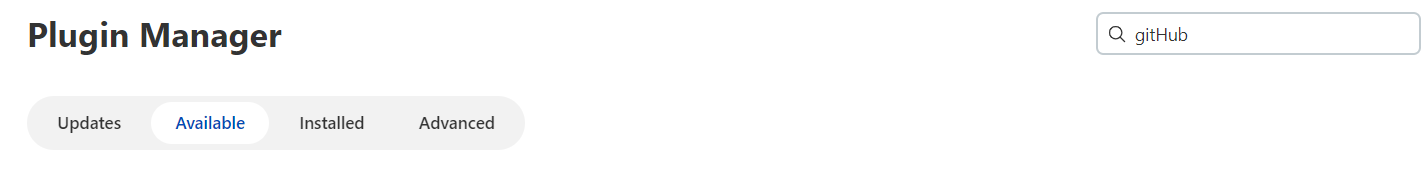 Plugin Manager
gitHub
Updates
Available
Installed
Advanced